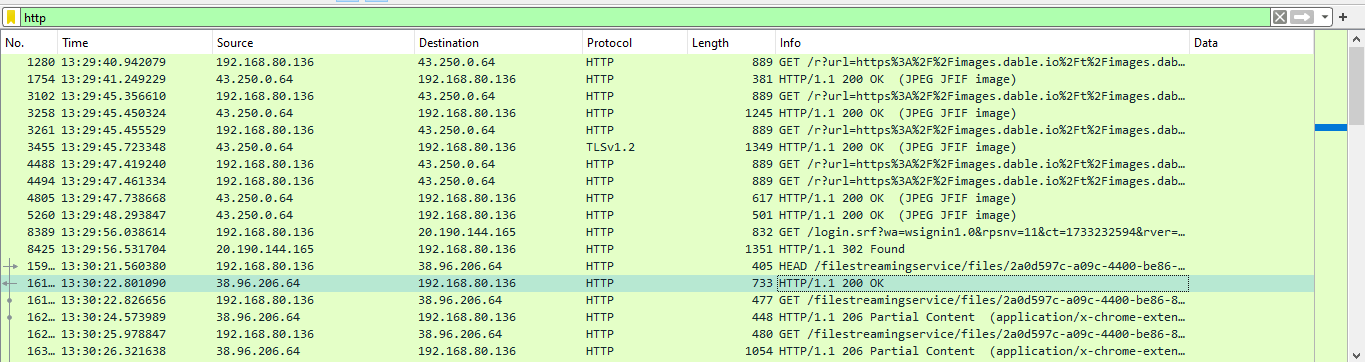 http
No. Time Source Destination Protocol Length Info Data
1280 13:29:40.942079 192.168.80.136 43.250.0.64 HTTP 889 GET /r?url=https%3A%2F%2Fimages.dable.io%2Ft%2Fimages.dab…
1754 13:29:41.249229 43.250.0.64 192.168.80.136 HTTP 381 HTTP/1.1 200 OK (JPEG JFIF image)
3102 13:29:45.356610 192.168.80.136 43.250.0.64 HTTP 889 GET /r?url=https%3A%2F%2Fimages.dable.io%2Ft%2Fimages.dab…
3258 13:29:45.450324 43.250.0.64 192.168.80.136 HTTP 1245 HTTP/1.1 200 OK (JPEG JFIF image)
3261 13:29:45.455529 192.168.80.136 43.250.0.64 HTTP 889 GET /r?url=https%3A%2F%2Fimages.dable.io%2Ft%2Fimages.dab…
3455 13:29:45.723348 43.250.0.64 192.168.80.136 TLSv1.2 1349 HTTP/1.1 200 OK (JPEG JFIF image)
4488 13:29:47.419240 192.168.80.136 43.250.0.64 HTTP 889 GET /r?url=https%3A%2F%2Fimages.dable.io%2Ft%2Fimages.dab…
4494 13:29:47.461334 192.168.80.136 43.250.0.64 HTTP 889 GET /r?url=https%3A%2F%2Fimages.dable.io%2Ft%2Fimages.dab…
4805 13:29:47.738668 43.250.0.64 192.168.80.136 HTTP 617 HTTP/1.1 200 OK (JPEG JFIF image)
5260 13:29:48.293847 43.250.0.64 192.168.80.136 HTTP 501 HTTP/1.1 200 OK (JPEG JFIF image)
8389 13:29:56.038614 192.168.80.136 20.190.144.165 HTTP 832 GET /login.srf?wa=wsignin1.0&rpsnv=11&ct=1733232594&rver=…
8425 13:29:56.531704 20.190.144.165 192.168.80.136 HTTP 1351 HTTP/1.1 302 Found
159… 13:30:21.560380 192.168.80.136 38.96.206.64 HTTP 405 HEAD /filestreamingservice/files/2a0d597c-a09c-4400-be86-…
161… 13:30:22.801090 38.96.206.64 192.168.80.136 HTTP 733 HTTP/1.1 200 OK
161… 13:30:22.826656 192.168.80.136 38.96.206.64 HTTP 477 GET /filestreamingservice/files/2a0d597c-a09c-4400-be86-8…
162… 13:30:24.573989 38.96.206.64 192.168.80.136 HTTP 448 HTTP/1.1 206 Partial Content (application/x-chrome-exten…
162… 13:30:25.978847 192.168.80.136 38.96.206.64 HTTP 480 GET /filestreamingservice/files/2a0d597c-a09c-4400-be86-8…
163… 13:30:26.321638 38.96.206.64 192.168.80.136 HTTP 1054 HTTP/1.1 206 Partial Content (application/x-chrome-exten…